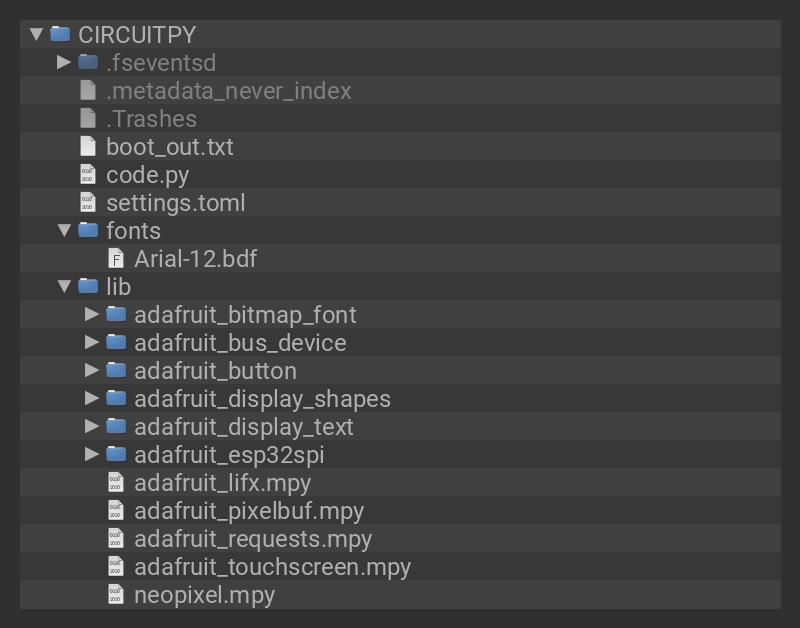 CIRCUITPY
.fseventsd
.metadata_never_index
.Trashes
boot_out.txt
code.py
settings.toml
fonts
Arial-12.bdf
lib
adafruit_bitmap_font
adafruit_bus_device
adafruit_button
adafruit_display_shapes
adafruit_display_text
adafruit_esp32spi
adafruit_lifx.mpy
adafruit_pixelbuf.mpy
adafruit_requests.mpy
adafruit_touchscreen.mpy
neopixel.mpy